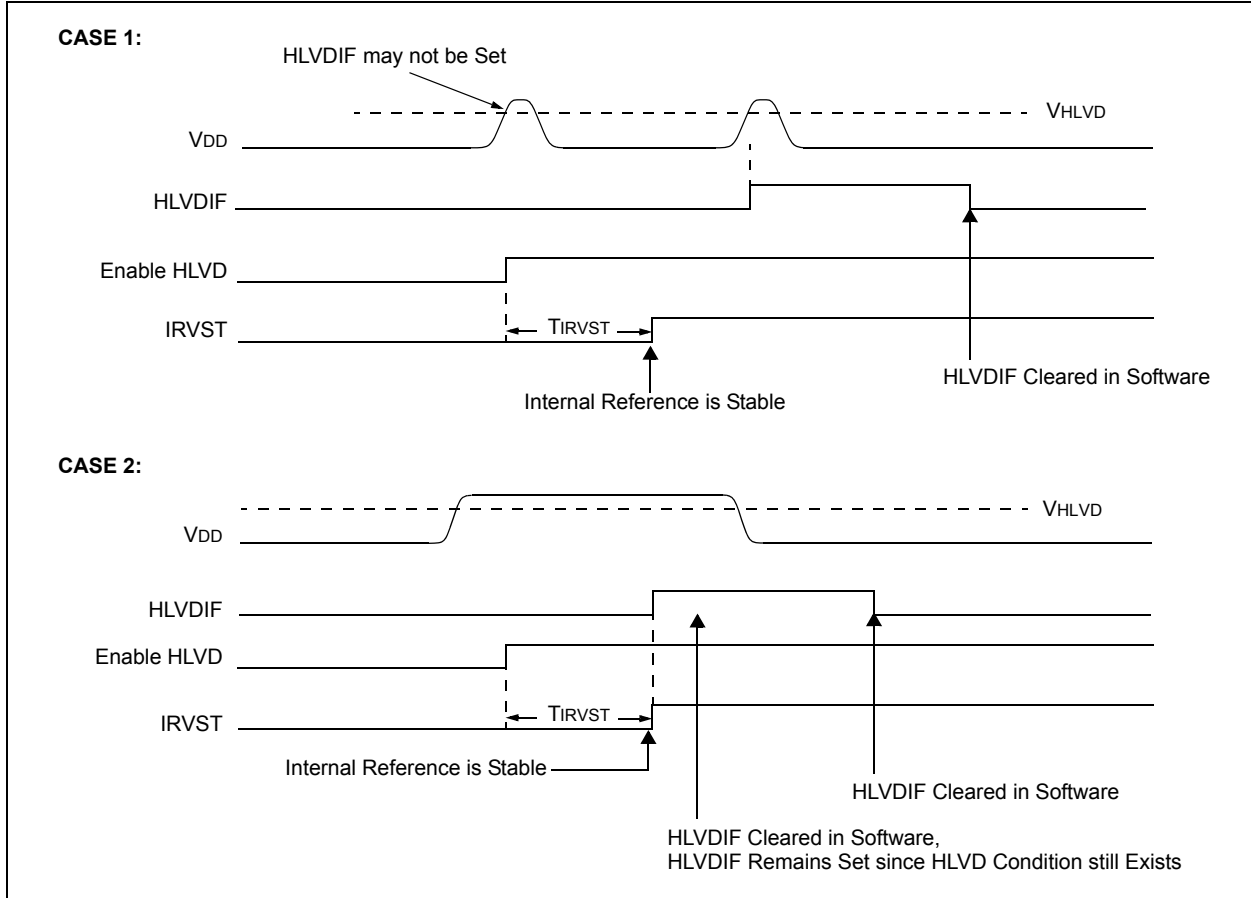 CASE 1:
HLVDIF may not be Set
VHLVD
VDD
HLVDIF
Enable HLVD
IRVST
TIRVST
HLVDIF Cleared in Software
Internal Reference is Stable
CASE 2:
VHLVD
VDD
HLVDIF
Enable HLVD
IRVST
TIRVST
Internal Reference is Stable
HLVDIF Cleared in Software
HLVDIF Cleared in Software,
HLVDIF Remains Set since HLVD Condition still Exists